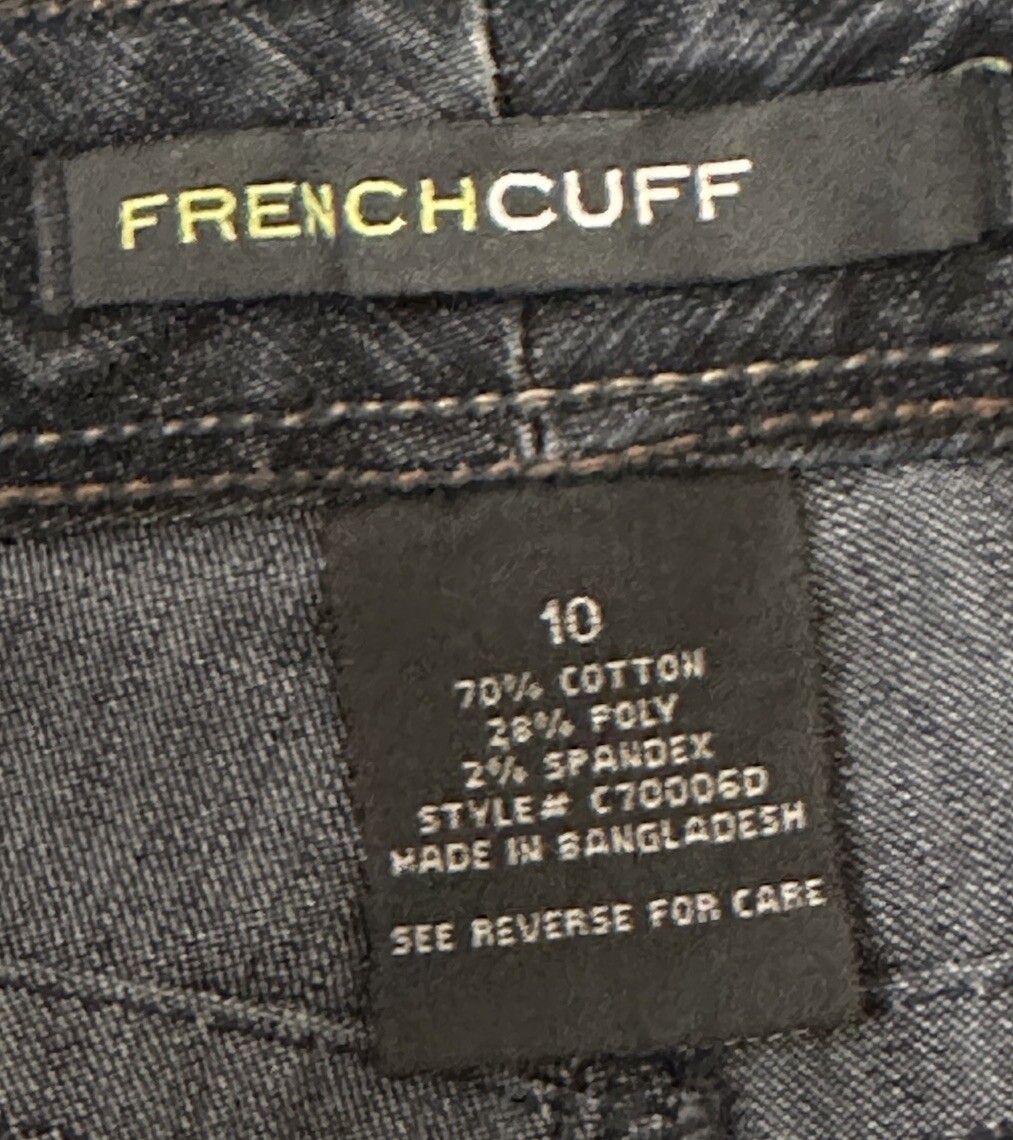 FRENCHCUFF
10
70% COTTON
28% POLY
2% SPANDEX
STYLE# C70006D
MADE IN BANGLADESH
SEE REVERSE FOR CARE